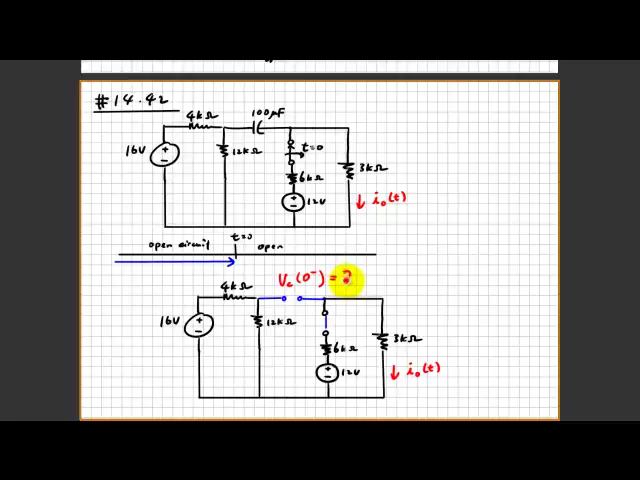 #14.42
4kΩ
100μF
16V
12kΩ
t=0
3kΩ
6kΩ
12V
i₀(t)
t=0
open circuit
open
Vc(0⁻) = ?
4kΩ
16V
12kΩ
6kΩ
3kΩ
12V
i₀(t)